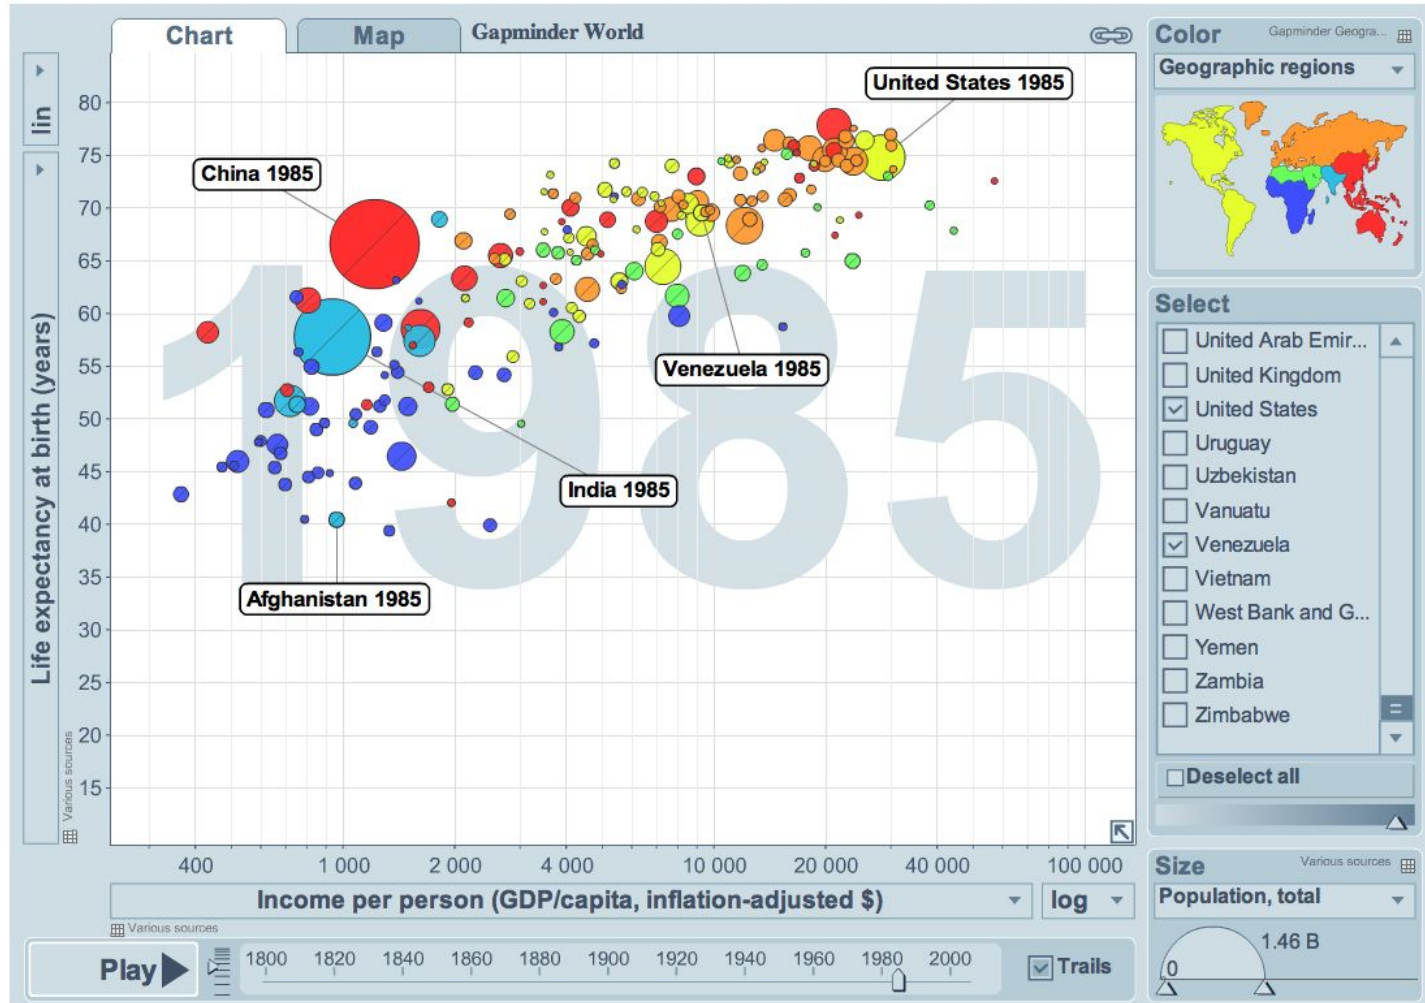 Chart
Map
Gapminder World
lin
Life expectancy at birth (years)
Various sources
80
75
70
65
60
55
50
45
40
35
30
25
20
15
1985
United States 1985
China 1985
Venezuela 1985
India 1985
Afghanistan 1985
400
1 000
2 000
4 000
10 000
20 000
40 000
100 000
Income per person (GDP/capita, inflation-adjusted $)
log
Various sources
Play
1800 1820 1840 1860 1880 1900 1920 1940 1960 1980 2000
Trails
Color
Gapminder Geogra...
Geographic regions
Select
United Arab Emir...
United Kingdom
United States
Uruguay
Uzbekistan
Vanuatu
Venezuela
Vietnam
West Bank and G...
Yemen
Zambia
Zimbabwe
Deselect all
Size
Various sources
Population, total
1.46 B
0